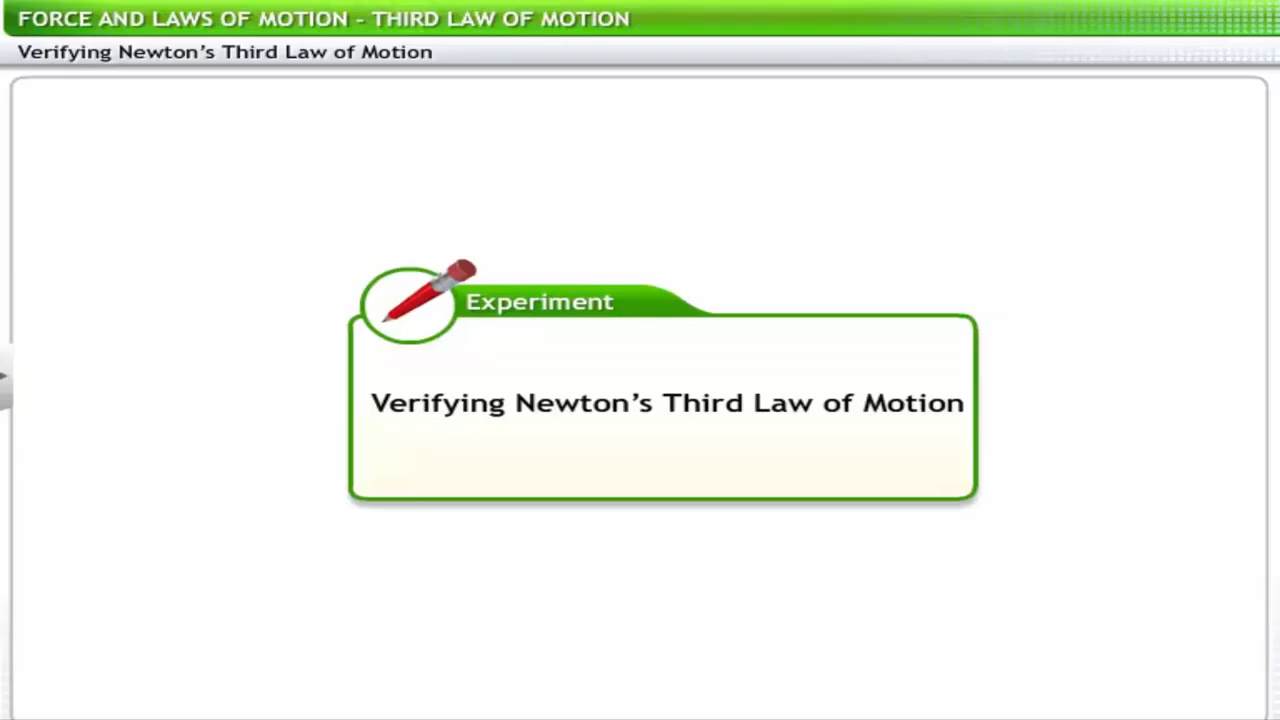 FORCE AND LAWS OF MOTION - THIRD LAW OF MOTION
Verifying Newton’s Third Law of Motion
Experiment
Verifying Newton’s Third Law of Motion